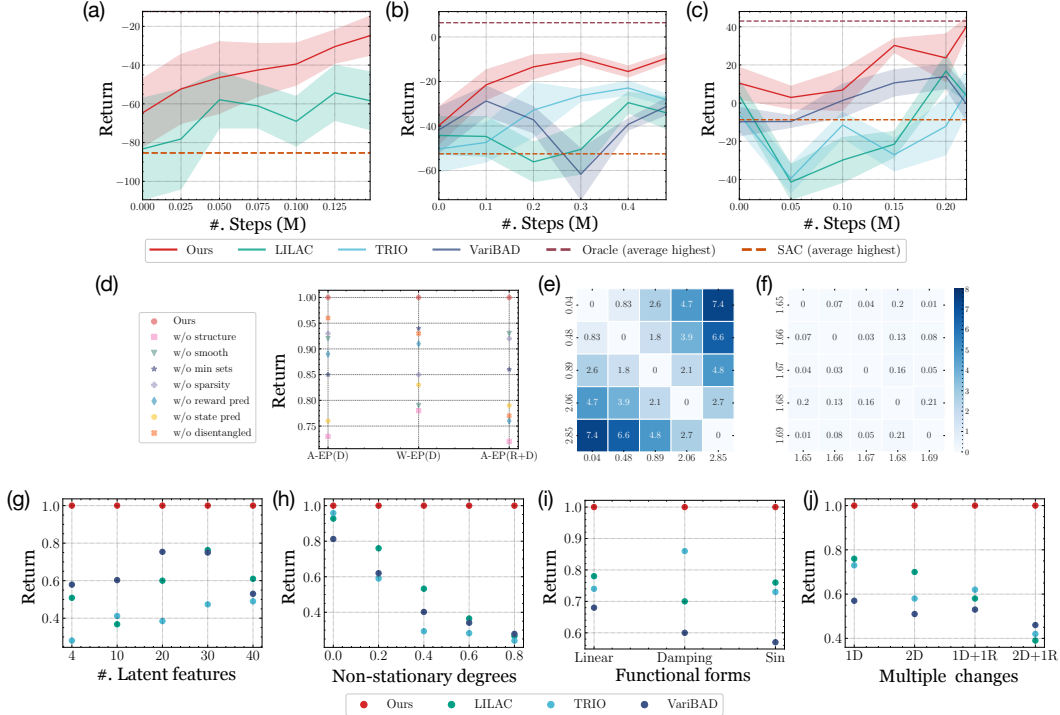 (a)
(b)
(c)
Return
−20
−40
−60
−80
−100
0.000 0.025 0.050 0.075 0.100 0.125
#. Steps (M)
Return
0
−20
−40
−60
0.0 0.1 0.2 0.3 0.4
#. Steps (M)
Return
40
20
0
−20
−40
0.00 0.05 0.10 0.15 0.20
#. Steps (M)
Ours LILAC TRIO VariBAD Oracle (average highest) SAC (average highest)
(d)
Ours
w/o structure
w/o smooth
w/o min sets
w/o sparsity
w/o reward pred
w/o state pred
w/o disentangled
Return
1.00
0.95
0.90
0.85
0.80
0.75
A-EP(D) W-EP(D) A-EP(R+D)
(e)
0.04 0 0.83 2.6 4.7 7.4
0.48 0.83 0 1.8 3.9 6.6
0.89 2.6 1.8 0 2.1 4.8
2.06 4.7 3.9 2.1 0 2.7
2.85 7.4 6.6 4.8 2.7 0
0.04 0.48 0.89 2.06 2.85
(f)
1.65 0 0.07 0.04 0.2 0.01
1.66 0.07 0 0.03 0.13 0.08
1.67 0.04 0.03 0 0.16 0.05
1.68 0.2 0.13 0.16 0 0.21
1.69 0.01 0.08 0.05 0.21 0
1.65 1.66 1.67 1.68 1.69
8
7
6
5
4
3
2
1
0
(g)
Return
1.0
0.8
0.6
0.4
4 10 20 30 40
#. Latent features
(h)
Return
1.0
0.8
0.6
0.4
0.2
0.0 0.2 0.4 0.6 0.8
Non-stationary degrees
(i)
Return
1.0
0.9
0.8
0.7
0.6
Linear Damping Sin
Functional forms
(j)
Return
1.0
0.8
0.6
0.4
1D 2D 1D+1R 2D+1R
Multiple changes
Ours LILAC TRIO VariBAD